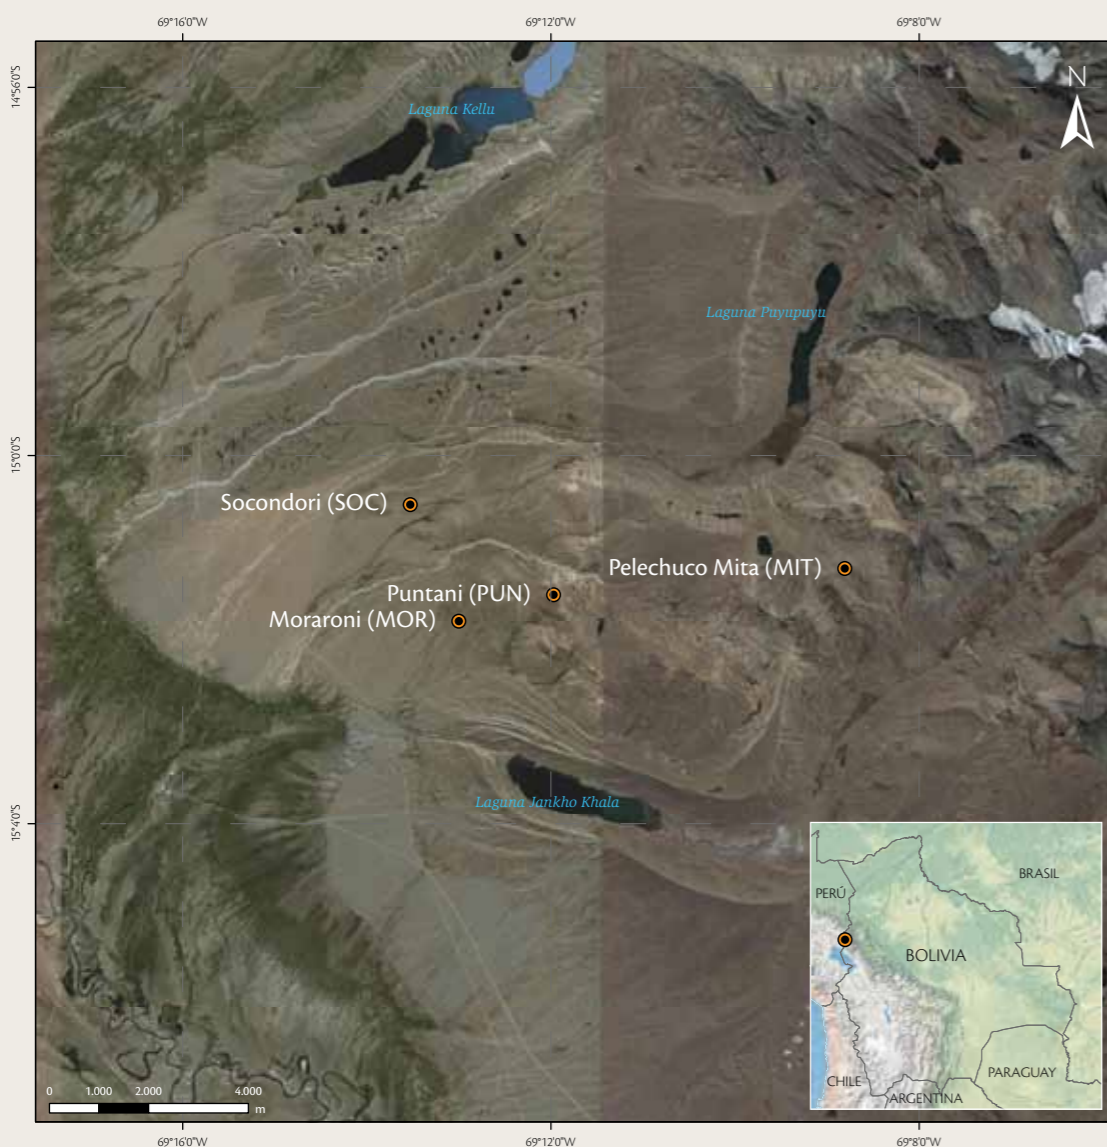 69°16'0"W
69°12'0"W
69°8'0"W
14°56'0"S
N
Laguna Kellu
Laguna Puyupuyu
15°0'0"S
Socondori (SOC)
Pelechuco Mita (MIT)
Puntani (PUN)
Moraroni (MOR)
Laguna Jankho Khala
15°4'0"S
BRASIL
PERÚ
BOLIVIA
PARAGUAY
CHILE
ARGENTINA
0 1.000 2.000 4.000
m
69°16'0"W
69°12'0"W
69°8'0"W